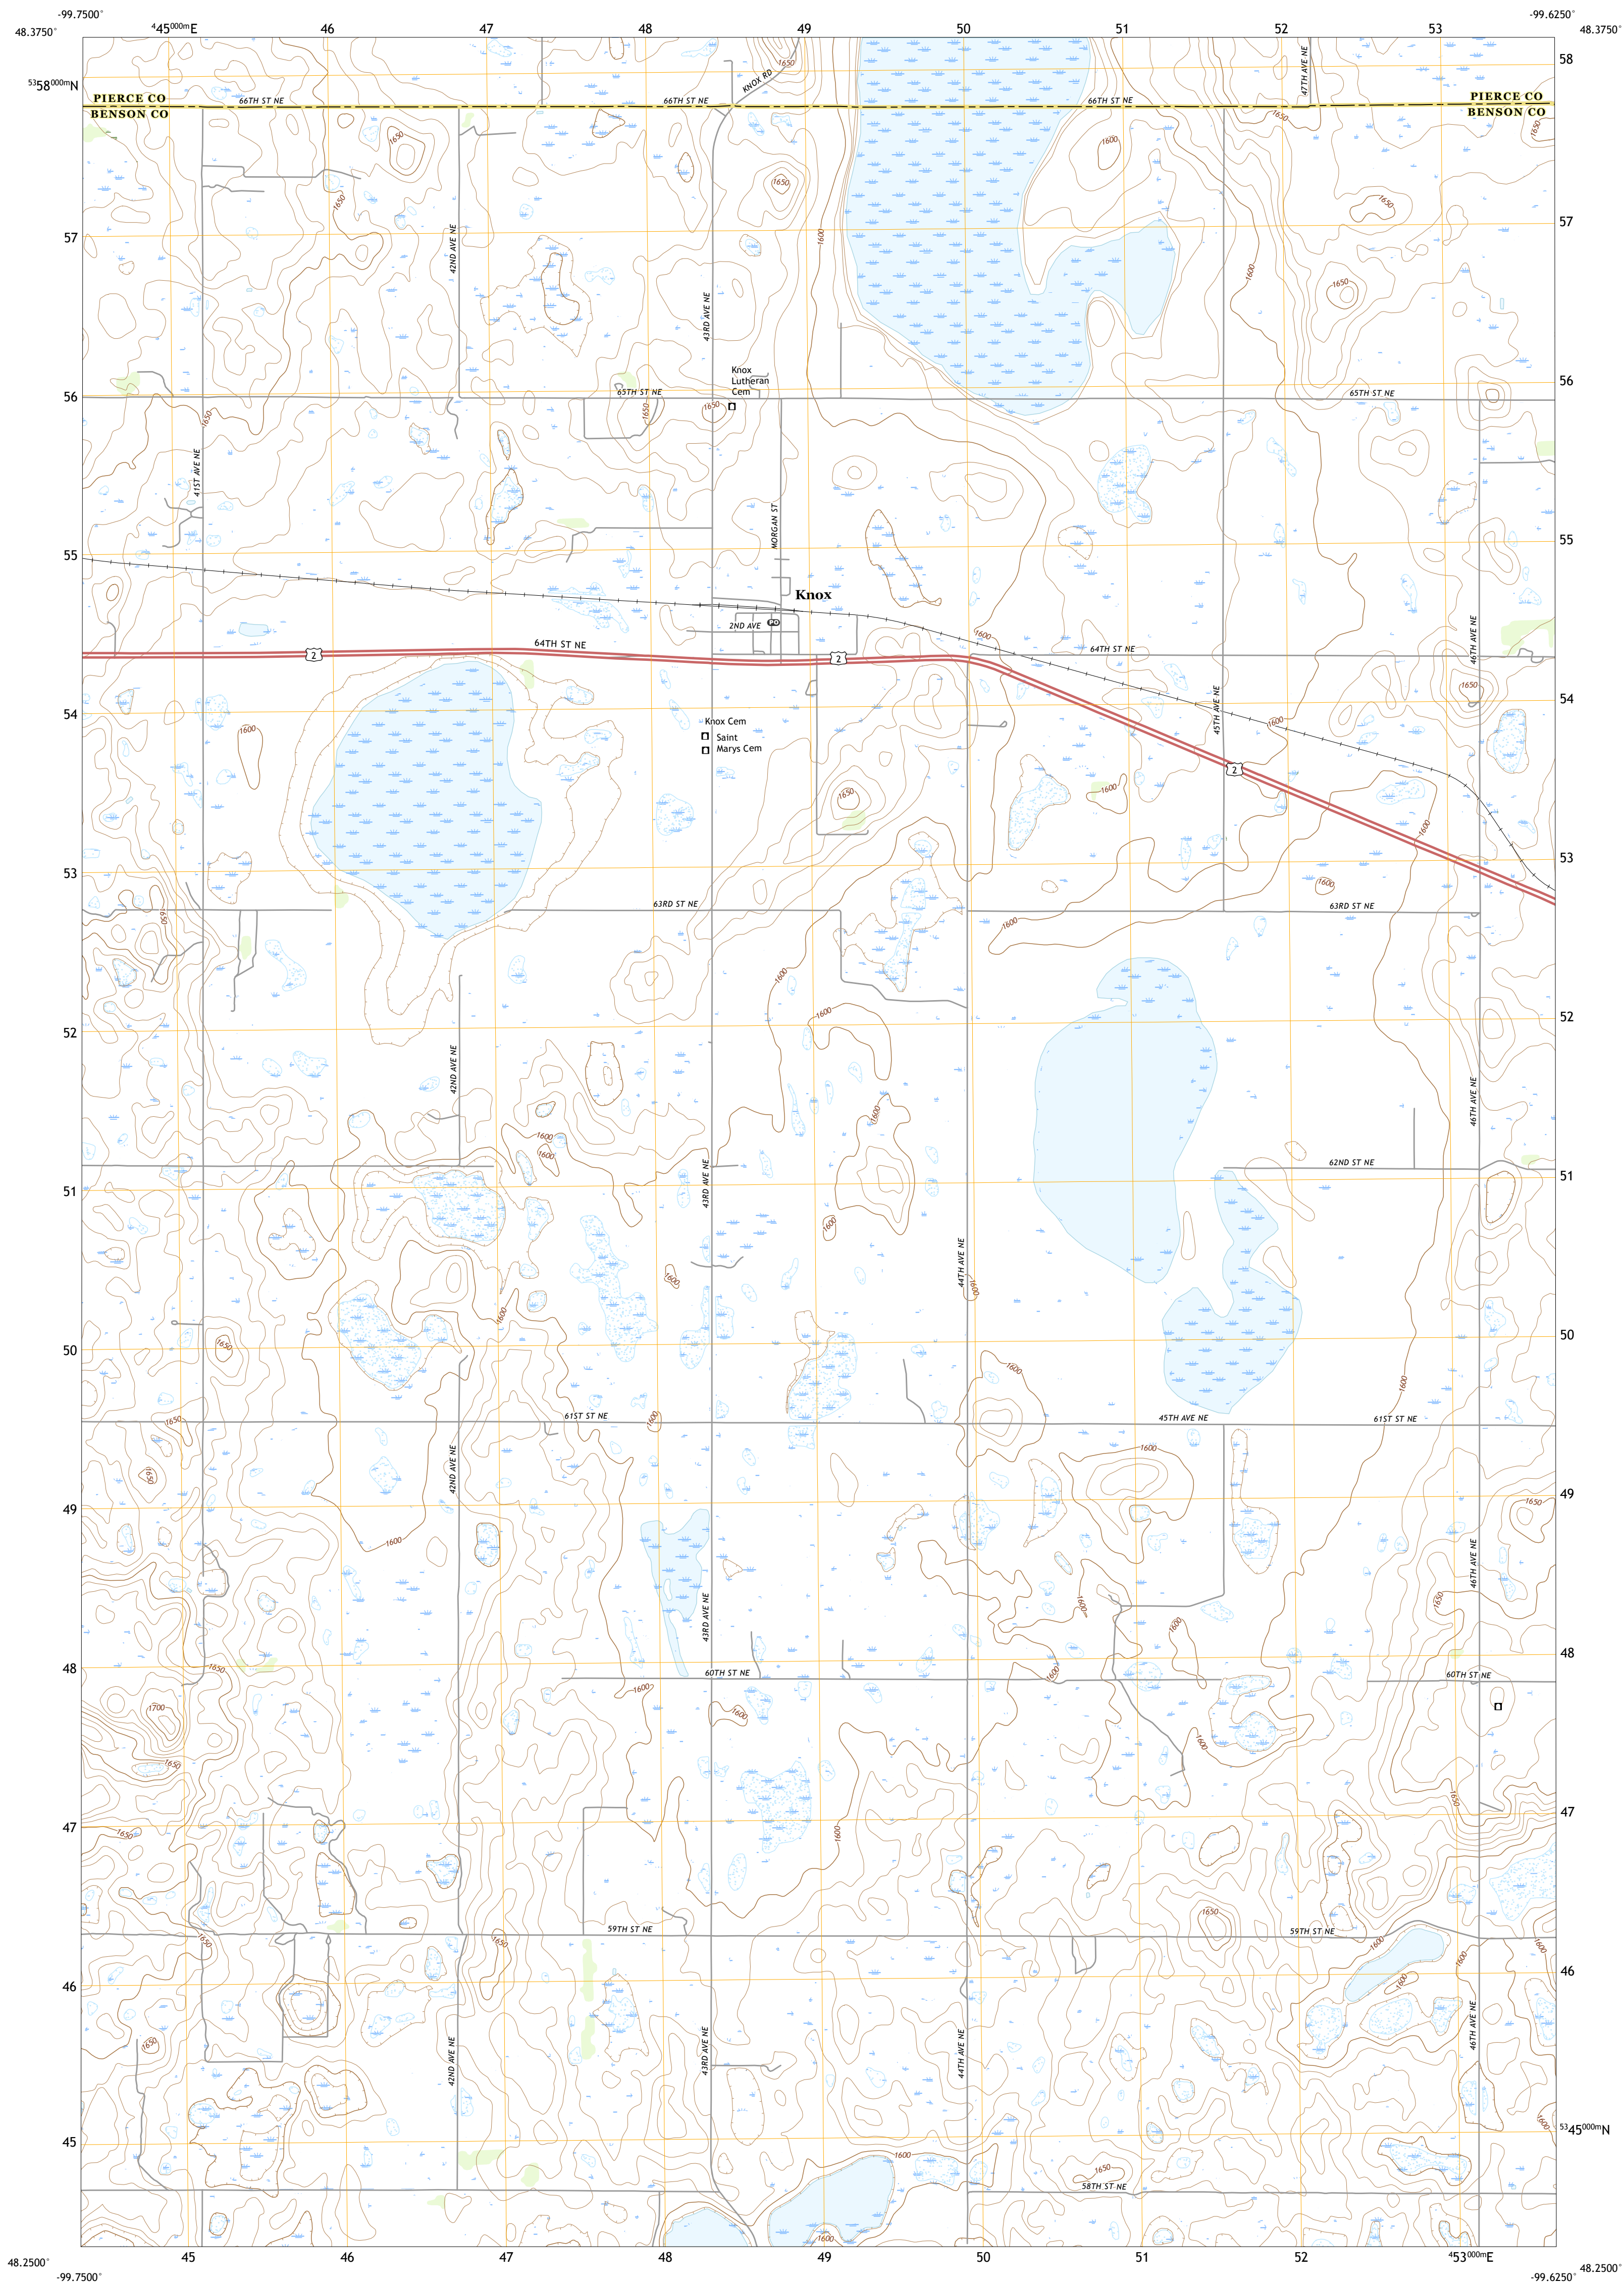 -99.7500°
-99.6250°
48.3750°
⁴45⁰⁰⁰ᵐE
46
47
48
49
50
51
52
53
48.3750°
⁵³58⁰⁰⁰ᵐN
58
KNOX RD
1650
47TH AVE NE
PIERCE CO
BENSON CO
66TH ST NE
66TH ST NE
66TH ST NE
PIERCE CO
BENSON CO
1650
1650
1650
1600
1650
1650
1650
57
57
42ND AVE NE
1600
1600
1650
43RD AVE NE
Knox
Lutheran
Cem
56
56
65TH ST NE
65TH ST NE
1650
1650
1650
41ST AVE NE
MORGAN ST
55
55
Knox
2ND AVE
PO
1600
46TH AVE NE
2
64TH ST NE
2
64TH ST NE
1650
54
54
Knox Cem
Saint
Marys Cem
45TH AVE NE
1600
1600
2
1650
1600
1600
53
53
1600
1650
63RD ST NE
63RD ST NE
1600
1600
52
52
1600
42ND AVE NE
46TH AVE NE
1600
1600
1600
62ND ST NE
43RD AVE NE
51
51
1600
44TH AVE NE
1600
1600
1600
50
50
1650
1600
1600
1650
61ST ST NE
1600
45TH AVE NE
61ST ST NE
1650
42ND AVE NE
1600
49
49
1650
1600
46TH AVE NE
43RD AVE NE
1600
1650
1600
48
48
1650
60TH ST NE
1600
60TH ST NE
1600
1700
1600
1600
1650
1650
47
47
1650
1600
59TH ST NE
59TH ST NE
1650
1650
1650
1600
1600
1600
46
46
1600
1650
42ND AVE NE
43RD AVE NE
44TH AVE NE
46TH AVE NE
1600
45
⁵³45⁰⁰⁰ᵐN
1600
1650
58TH ST NE
1600
48.2500°
45
46
47
48
49
50
51
52
⁴53⁰⁰⁰ᵐE
48.2500°
-99.7500°
-99.6250°